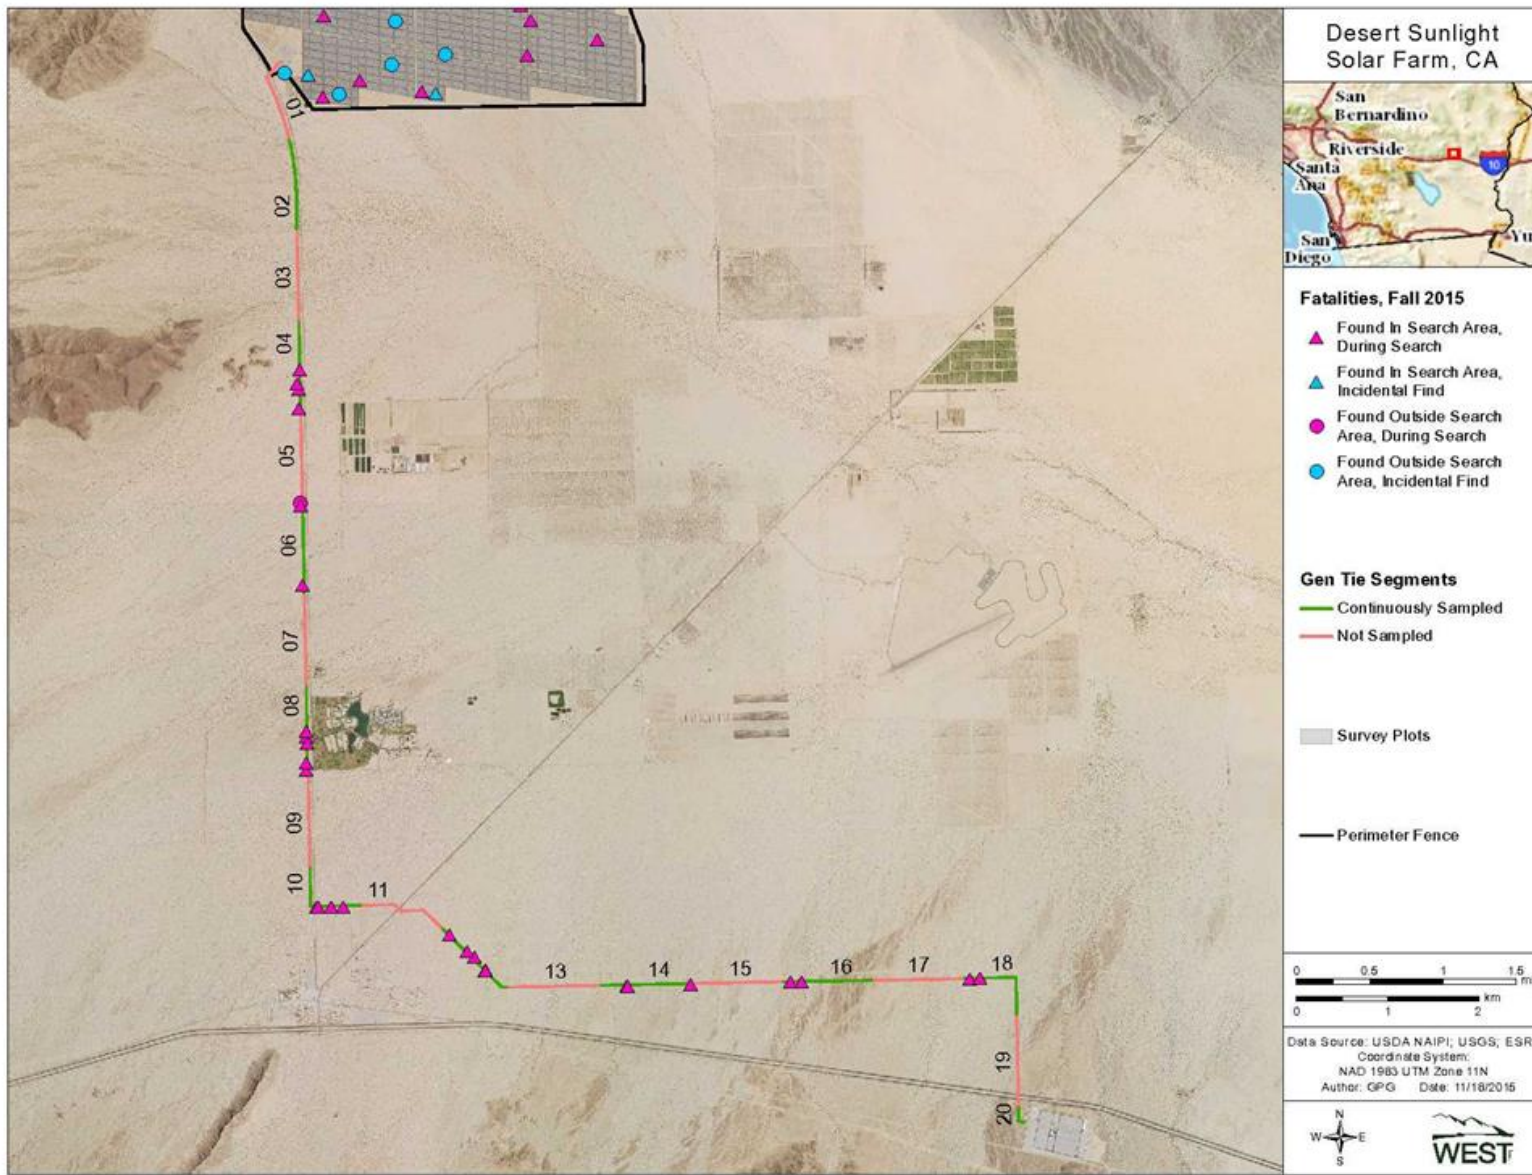 Desert Sunlight
Solar Farm, CA
San
Bernardino
Riverside
Santa
Ana
10
San
Diego
Yu
Fatalities, Fall 2015
Found In Search Area,
During Search
Found In Search Area,
Incidental Find
Found Outside Search
Area, During Search
Found Outside Search
Area, Incidental Find
Gen Tie Segments
Continuously Sampled
Not Sampled
Survey Plots
Perimeter Fence
0 0.5 1 1.5
m
km
0 1 2
Data Source: USDA NAIPI; USGS; ESR
Coordinate System:
NAD 1983 UTM Zone 11N
Author: GPG Date: 11/18/2015
N
W E
S
WEST
01
02
03
04
05
06
07
08
09
10
11
13
14
15
16
17
18
19
20